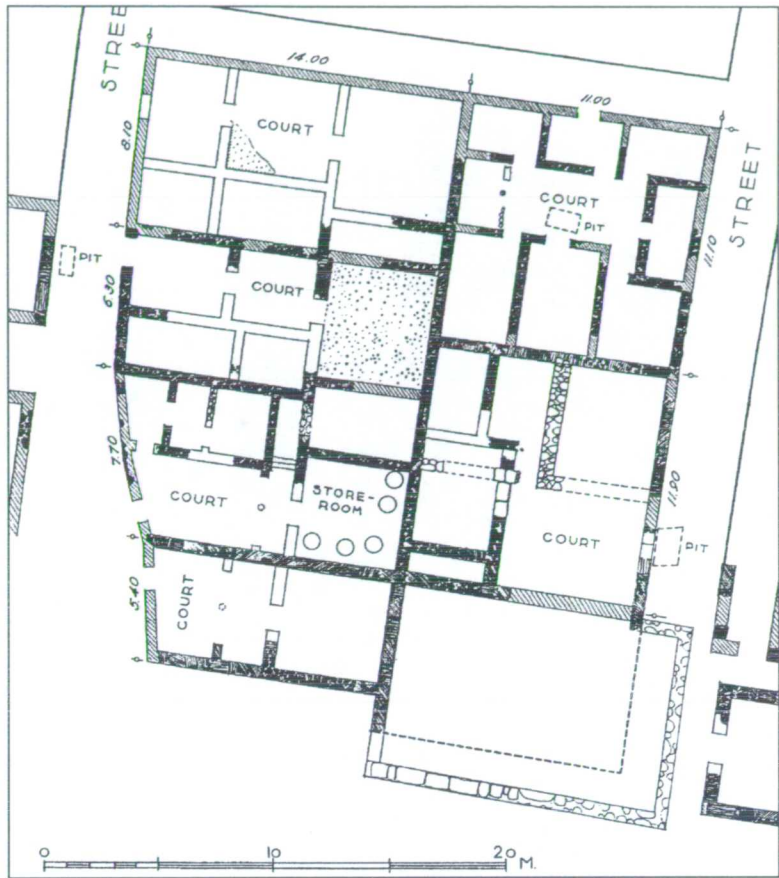 STREET
14.00
11.00
8.10
COURT
COURT
PIT
STREET
11.10
PIT
6.30
COURT
7.70
COURT
STORE-
ROOM
11.90
COURT
PIT
5.40
COURT
0 10 20 M.